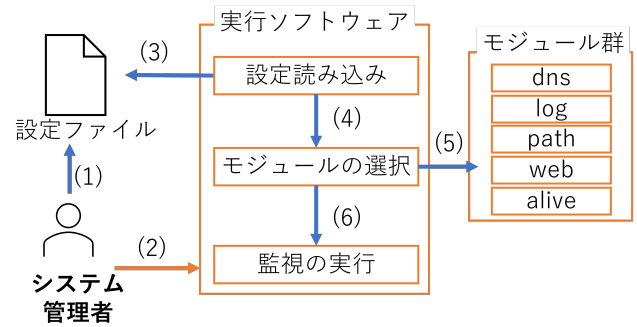 実行ソフトウェア
(3)
設定読み込み
設定ファイル
(4)
(1)
モジュールの選択
(5)
(6)
(2)
監視の実行
システム
管理者
モジュール群
dns
log
path
web
alive